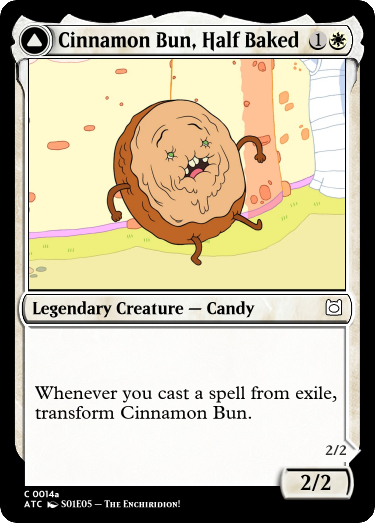 Cinnamon Bun, Half Baked 1
Legendary Creature — Candy
Whenever you cast a spell from exile,
transform Cinnamon Bun.
2/2
2/2
C 0014a
ATC S01E05 — The Enchiridion!